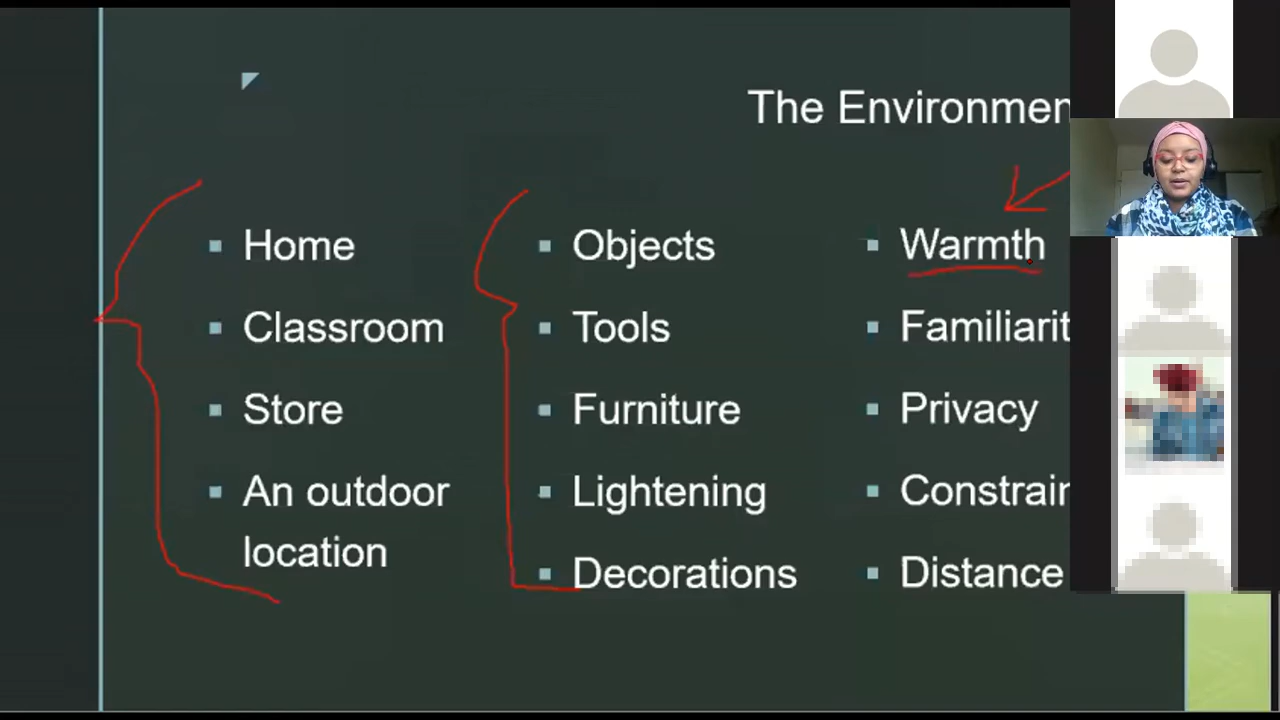 The Environmen
Home
Classroom
Store
An outdoor
location
Objects
Tools
Furniture
Lightening
Decorations
Warmth
Familiarit
Privacy
Constrain
Distance